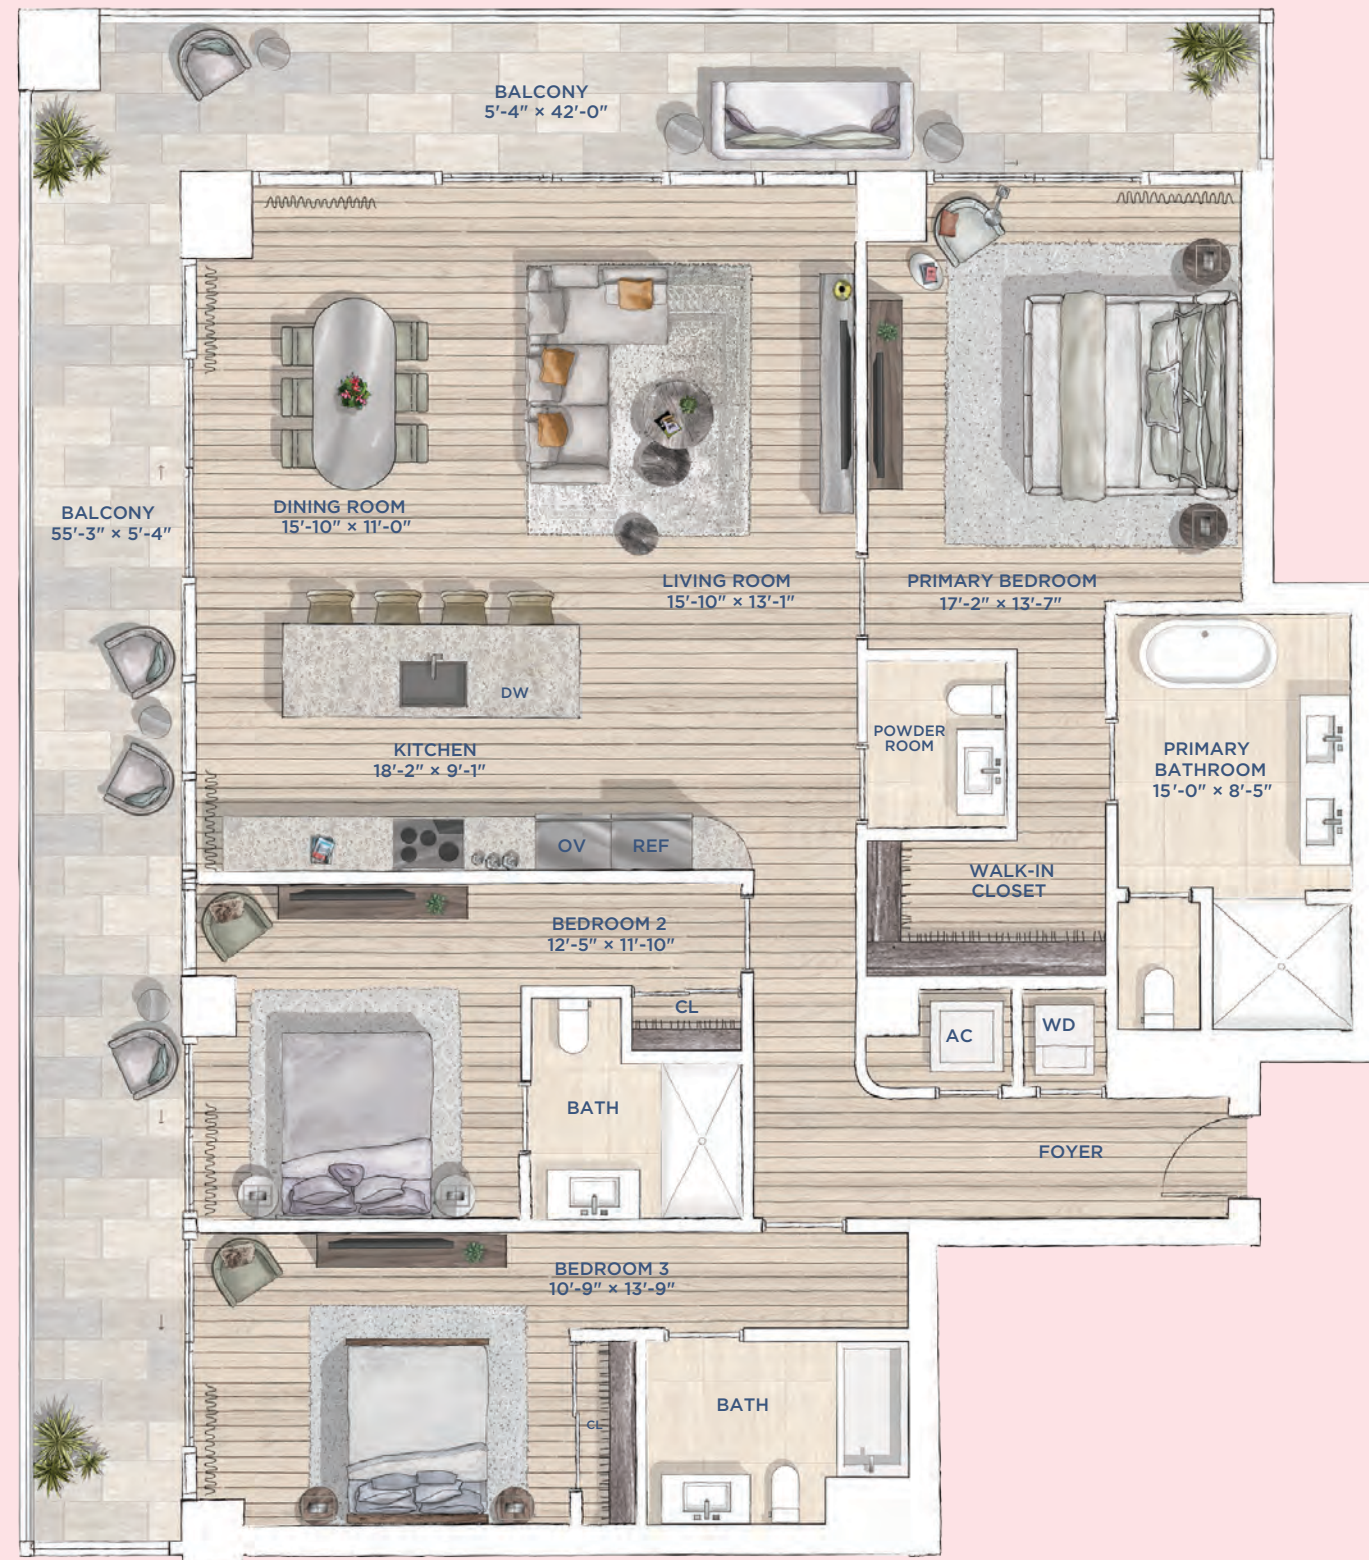 BALCONY
5'-4" × 42'-0"
BALCONY
55'-3" × 5'-4"
DINING ROOM
15'-10" × 11'-0"
LIVING ROOM
15'-10" × 13'-1"
PRIMARY BEDROOM
17'-2" × 13'-7"
DW
KITCHEN
18'-2" × 9'-1"
POWDER
ROOM
PRIMARY
BATHROOM
15'-0" × 8'-5"
OV
REF
WALK-IN
CLOSET
BEDROOM 2
12'-5" × 11'-10"
CL
AC
WD
BATH
FOYER
BEDROOM 3
10'-9" × 13'-9"
CL
BATH